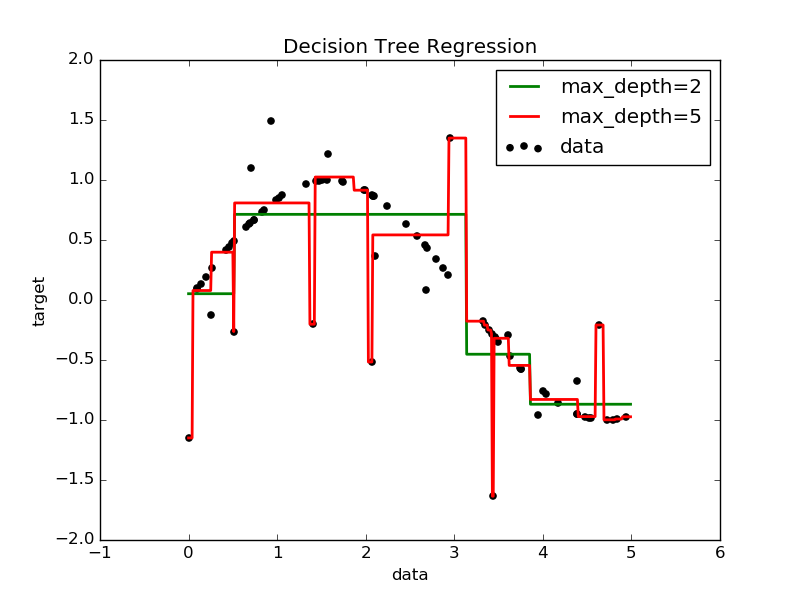 Decision Tree Regression
max_depth=2
max_depth=5
data
2.0
1.5
1.0
0.5
0.0
−0.5
−1.0
−1.5
−2.0
target
−1 0 1 2 3 4 5 6
data